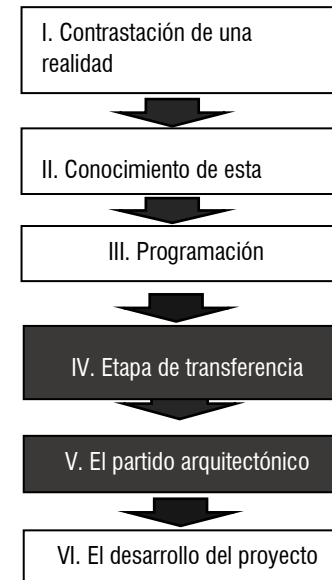 I. Contrastación de una
realidad
II. Conocimiento de esta
III. Programación
IV. Etapa de transferencia
V. El partido arquitectónico
VI. El desarrollo del proyecto